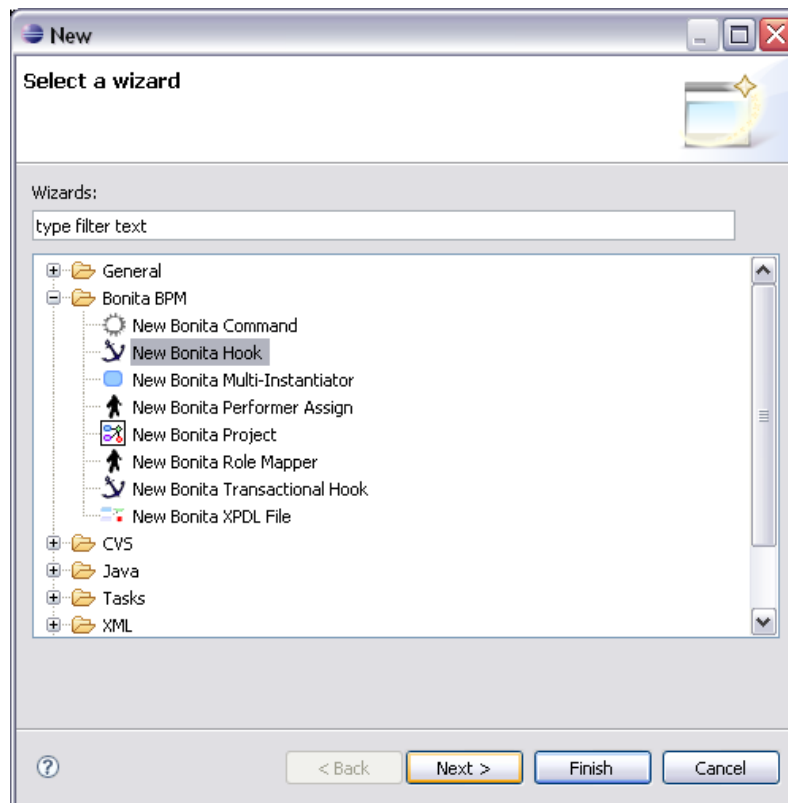 New
Select a wizard
Wizards:
type filter text
General
Bonita BPM
New Bonita Command
New Bonita Hook
New Bonita Multi-Instantiator
New Bonita Performer Assign
New Bonita Project
New Bonita Role Mapper
New Bonita Transactional Hook
New Bonita XPDL File
CVS
Java
Tasks
XML
? < Back Next > Finish Cancel